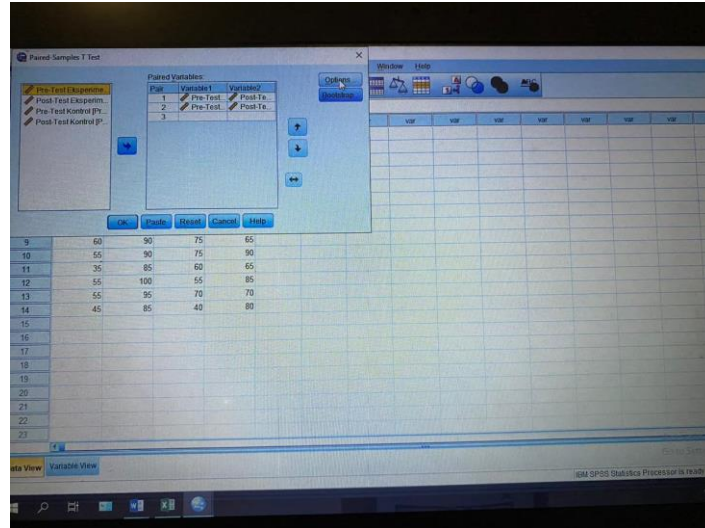 Paired-Samples T Test
Window Help
Paired Variables:
Pre-Test Eksperime...
Post-Test Eksperim...
Pre-Test Kontrol [Pr...
Post-Test Kontrol [P...
Pair Variable1 Variable2
1 Pre-Test... Post-Te...
2 Pre-Test... Post-Te...
3
Options...
Bootstrap...
OK Paste Reset Cancel Help
var var var var var var var
9 60 90 75 65
10 55 90 75 90
11 35 85 60 65
12 55 100 55 85
13 55 95 70 70
14 45 85 40 80
15
16
17
18
19
20
21
22
23
Data View Variable View
IBM SPSS Statistics Processor is ready